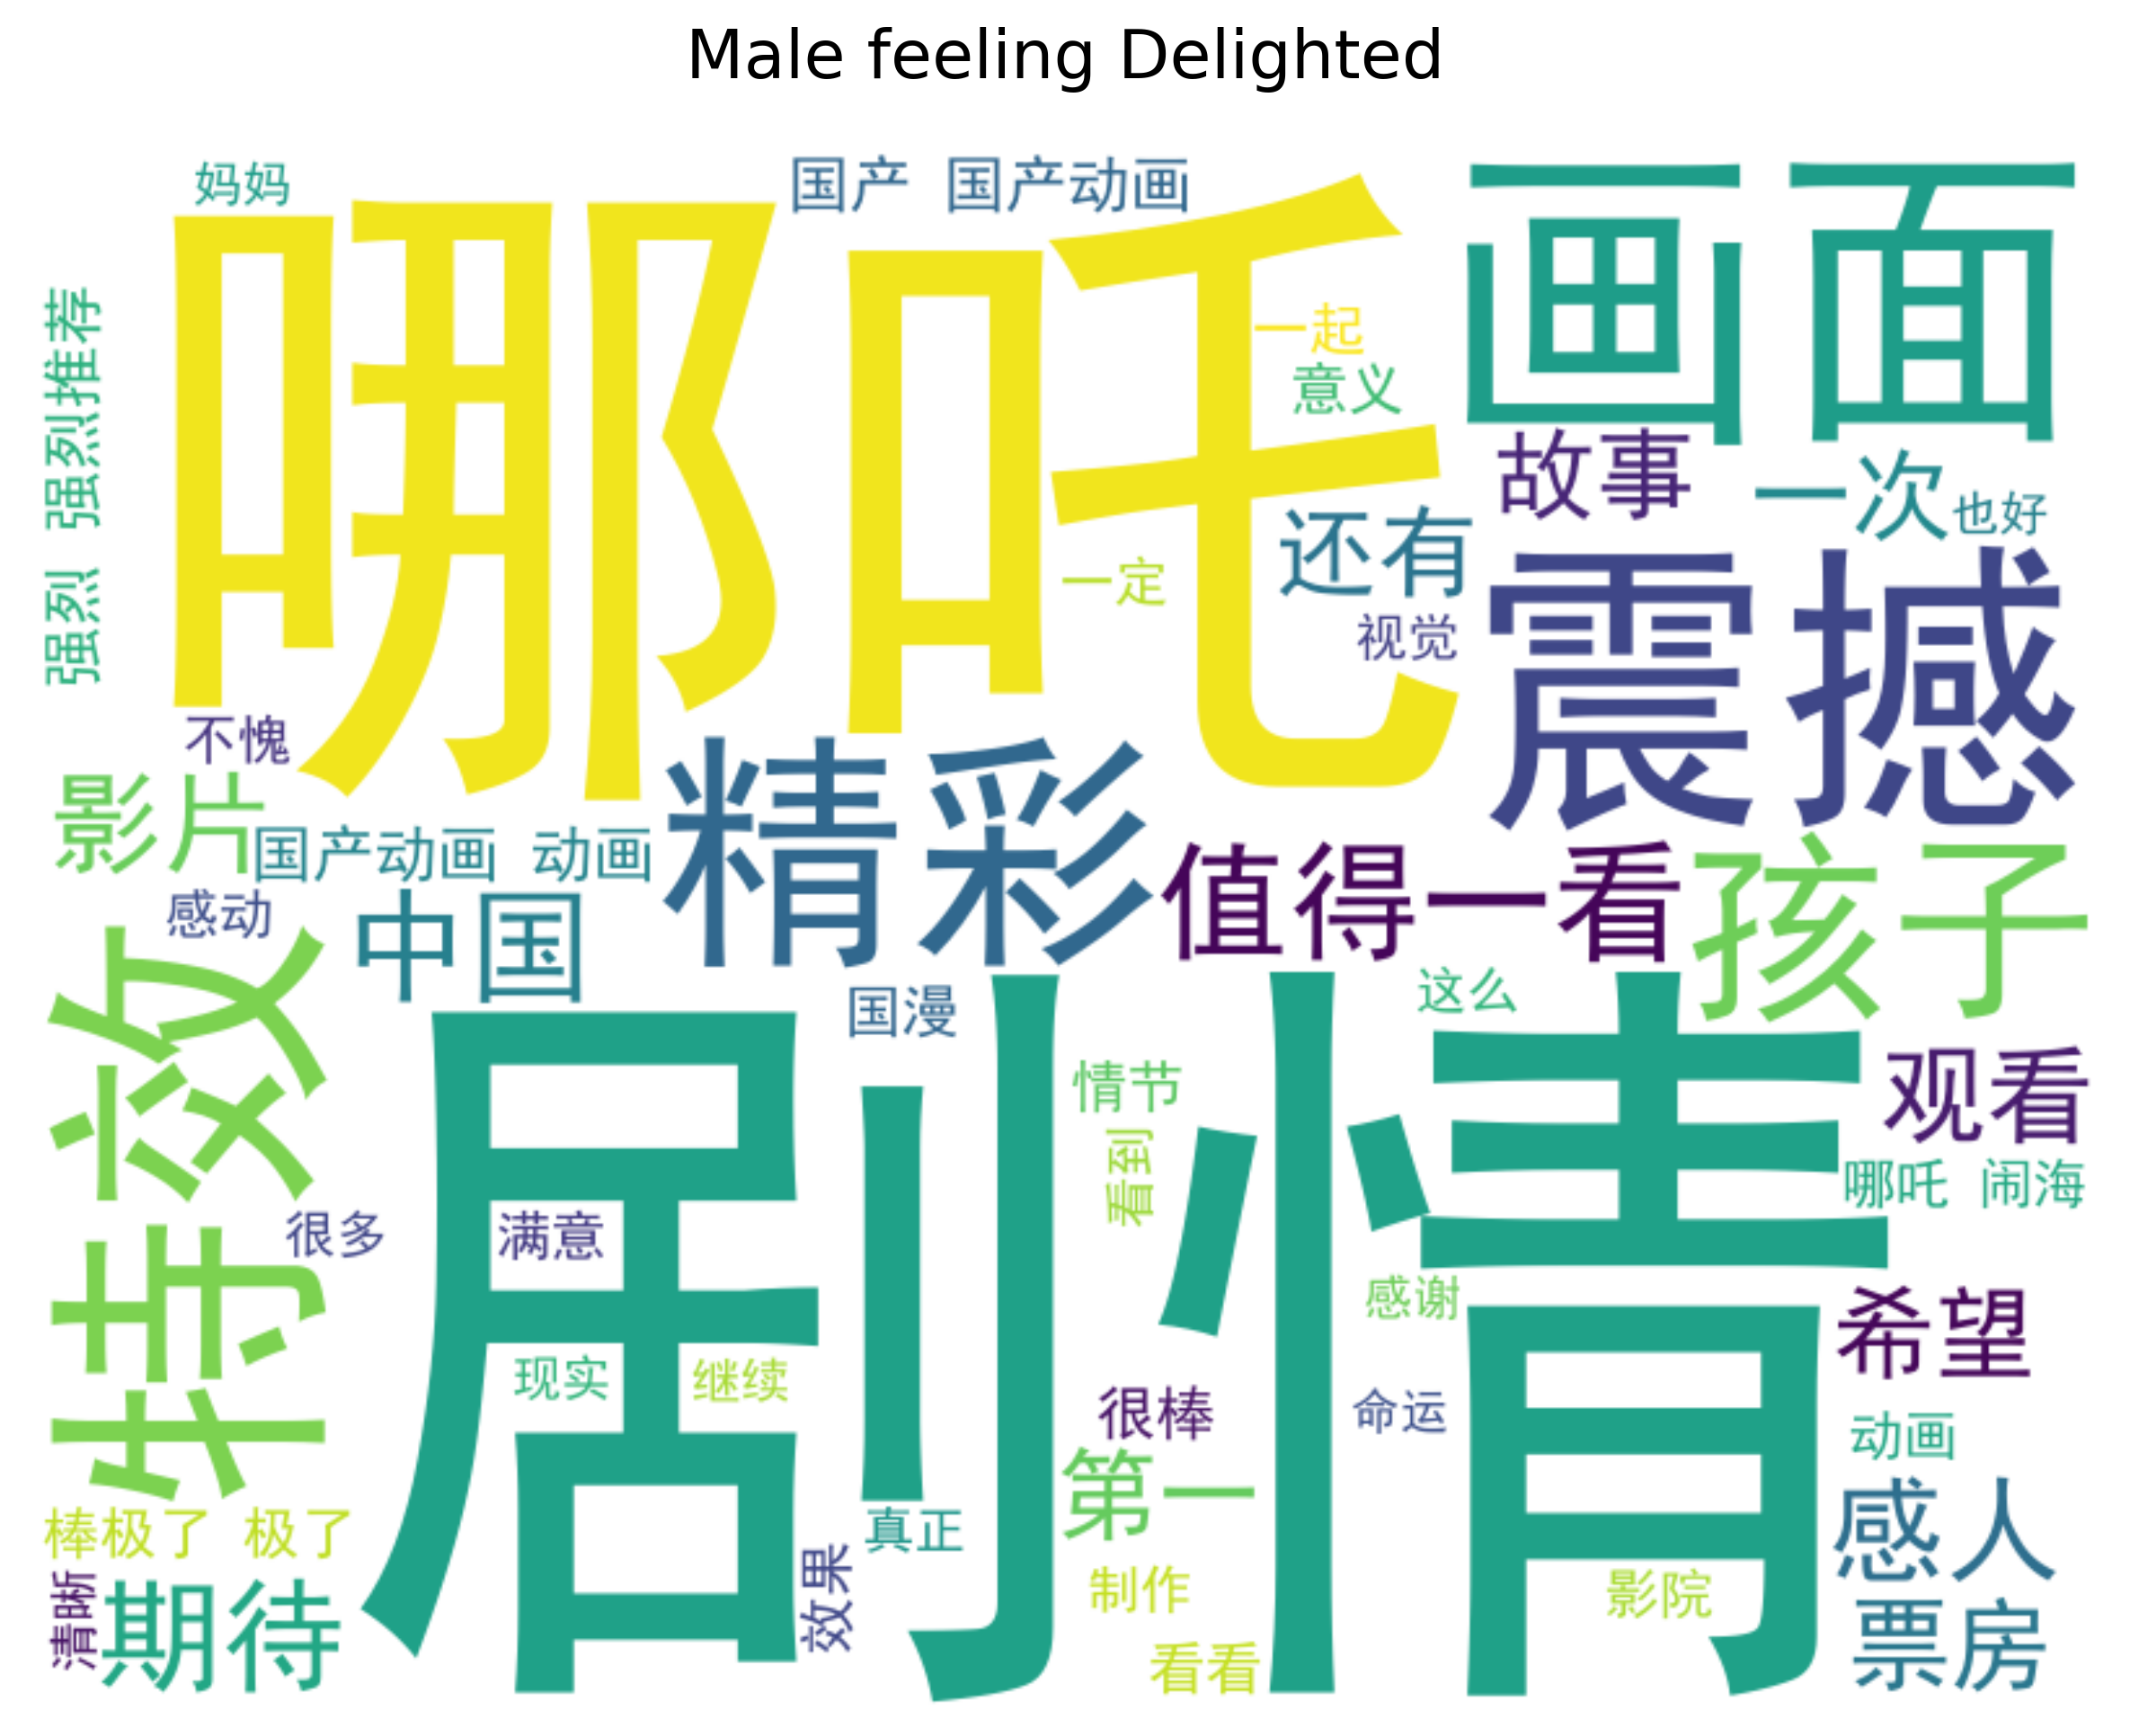 Male feeling Delighted
妈妈
国产 国产动画
画面
哪吒
强烈 强烈推荐
一起
意义
故事
一次
也好
还有
一定
视觉
震撼
不愧
影片
国产动画 动画
精彩
值得一看
孩子
感动
中国
国漫
这么
特效
剧情
情节
看到
观看
哪吒 闹海
很多
满意
感谢
希望
现实
继续
很棒
命运
动画
第一
感人
棒极了 极了
真正
清晰
期待
效果
制作
影院
票房
看看